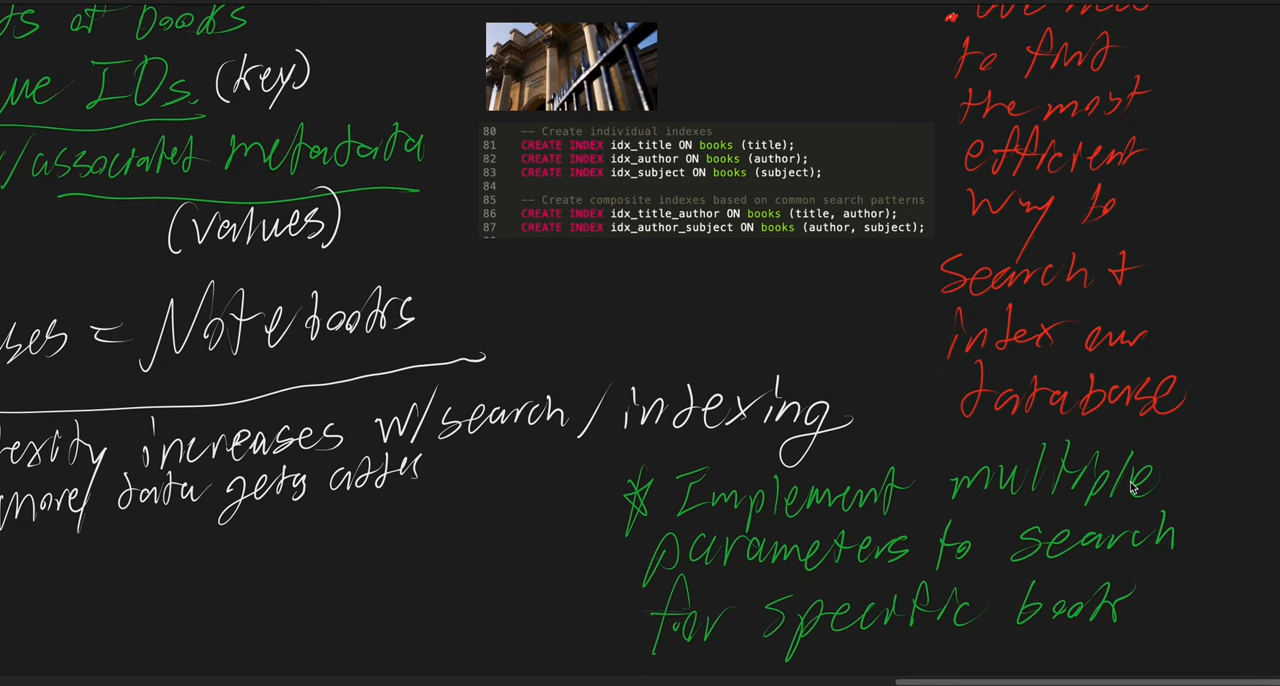 ts at books
ue IDs. (key)
w/associated metadata
(values)
ses = Notebooks
lexity increases w/search/indexing
more data gets added
80 -- Create individual indexes
81 CREATE INDEX idx_title ON books (title);
82 CREATE INDEX idx_author ON books (author);
83 CREATE INDEX idx_subject ON books (subject);
84
85 -- Create composite indexes based on common search patterns
86 CREATE INDEX idx_title_author ON books (title, author);
87 CREATE INDEX idx_author_subject ON books (author, subject);
to find
the most
efficient
way to
search +
index our
database
* Implement multiple
parameters to search
for specific book